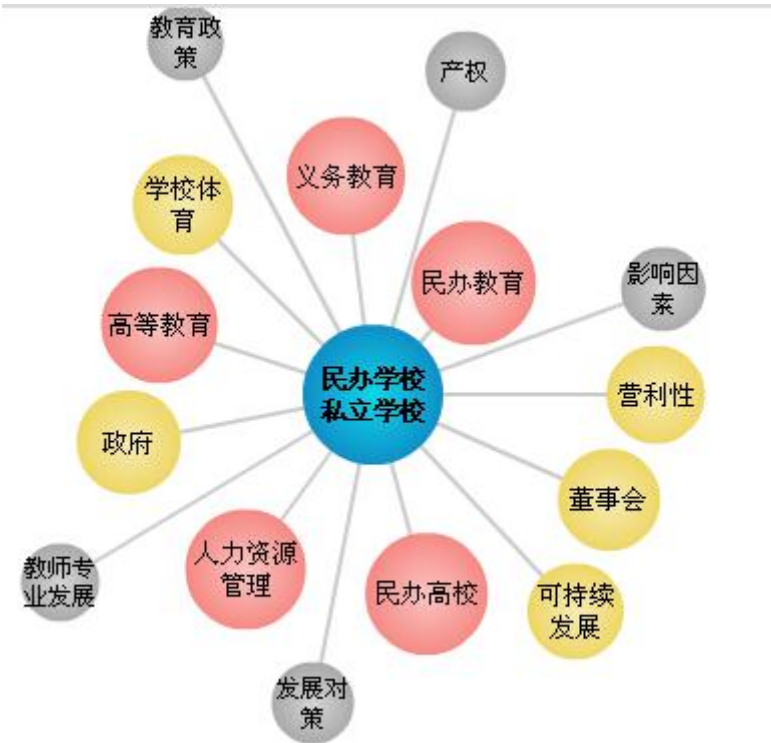 教育政
策
产权
义务教育
学校体
育
民办教育
影响因
素
高等教育
民办学校
私立学校
营利性
政府
董事会
人力资源
管理
教师专
业发展
民办高校
可持续
发展
发展对
策